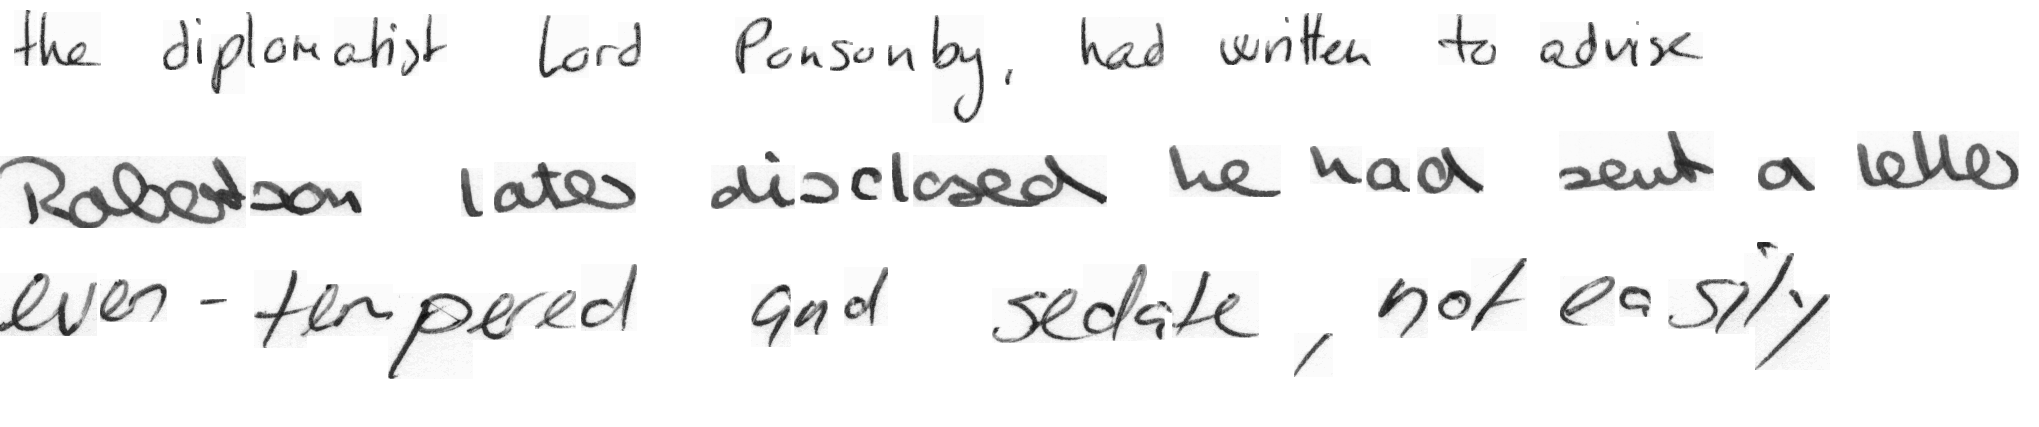 the diplomatist Lord Ponsonby, had written to advise
Robertson later disclosed he had sent a letter
even-tempered and sedate, not easily